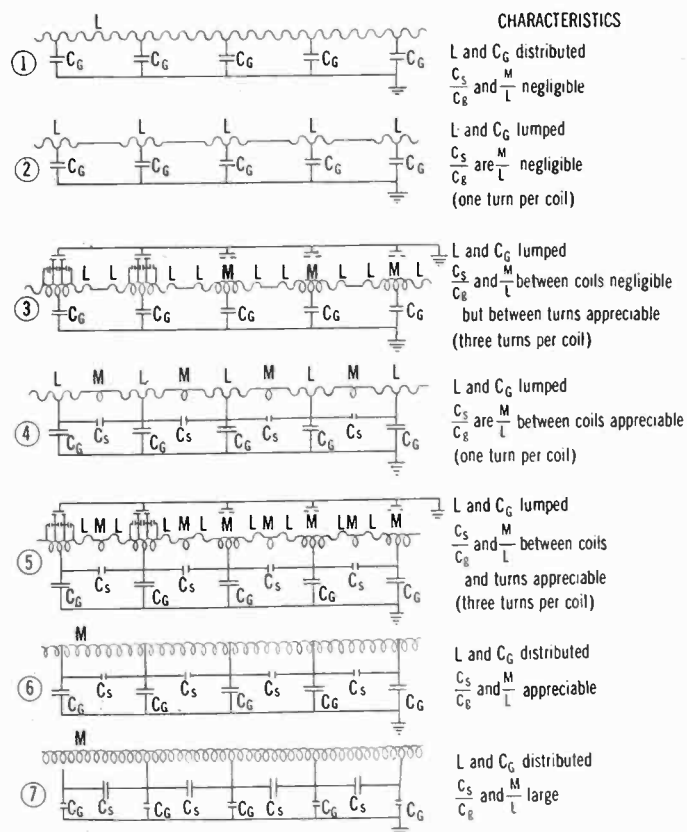 CHARACTERISTICS
L
① C_G C_G C_G C_G C_G
L and C_G distributed
C_s/C_g and M/L negligible
L L L L L
② C_G C_G C_G C_G C_G
L and C_G lumped
C_s/C_g are M/L negligible
(one turn per coil)
L L L L M L L M L L M L
③ C_G C_G C_G C_G C_G
L and C_G lumped
C_s/C_g and M/L between coils negligible
but between turns appreciable
(three turns per coil)
L M L M L M L M L
④ C_G C_s C_G C_s C_G C_s C_G C_s C_G
L and C_G lumped
C_s/C_g are M/L between coils appreciable
(one turn per coil)
L M L L M L M L M L M L M L M
⑤ C_G C_s C_G C_s C_G C_s C_G C_s C_G
L and C_G lumped
C_s/C_g and M/L between coils
and turns appreciable
(three turns per coil)
M
⑥ C_G C_s C_G C_s C_G C_s C_G C_s C_G
L and C_G distributed
C_s/C_g and M/L appreciable
M
⑦ C_G C_s C_G C_s C_G C_s C_G C_s C_G
L and C_G distributed
C_s/C_g and M/L large